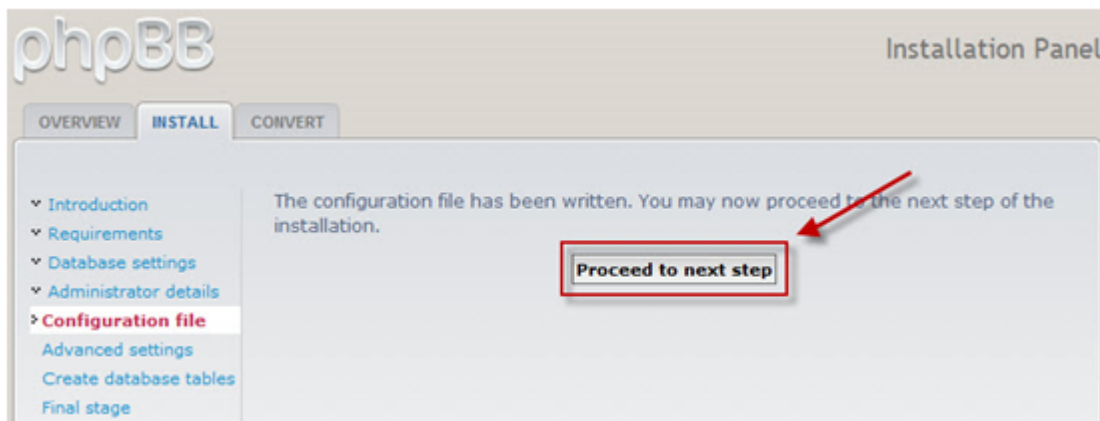 phpBB
Installation Panel
OVERVIEW INSTALL CONVERT
Introduction
Requirements
Database settings
Administrator details
Configuration file
Advanced settings
Create database tables
Final stage
The configuration file has been written. You may now proceed to the next step of the
installation.
Proceed to next step